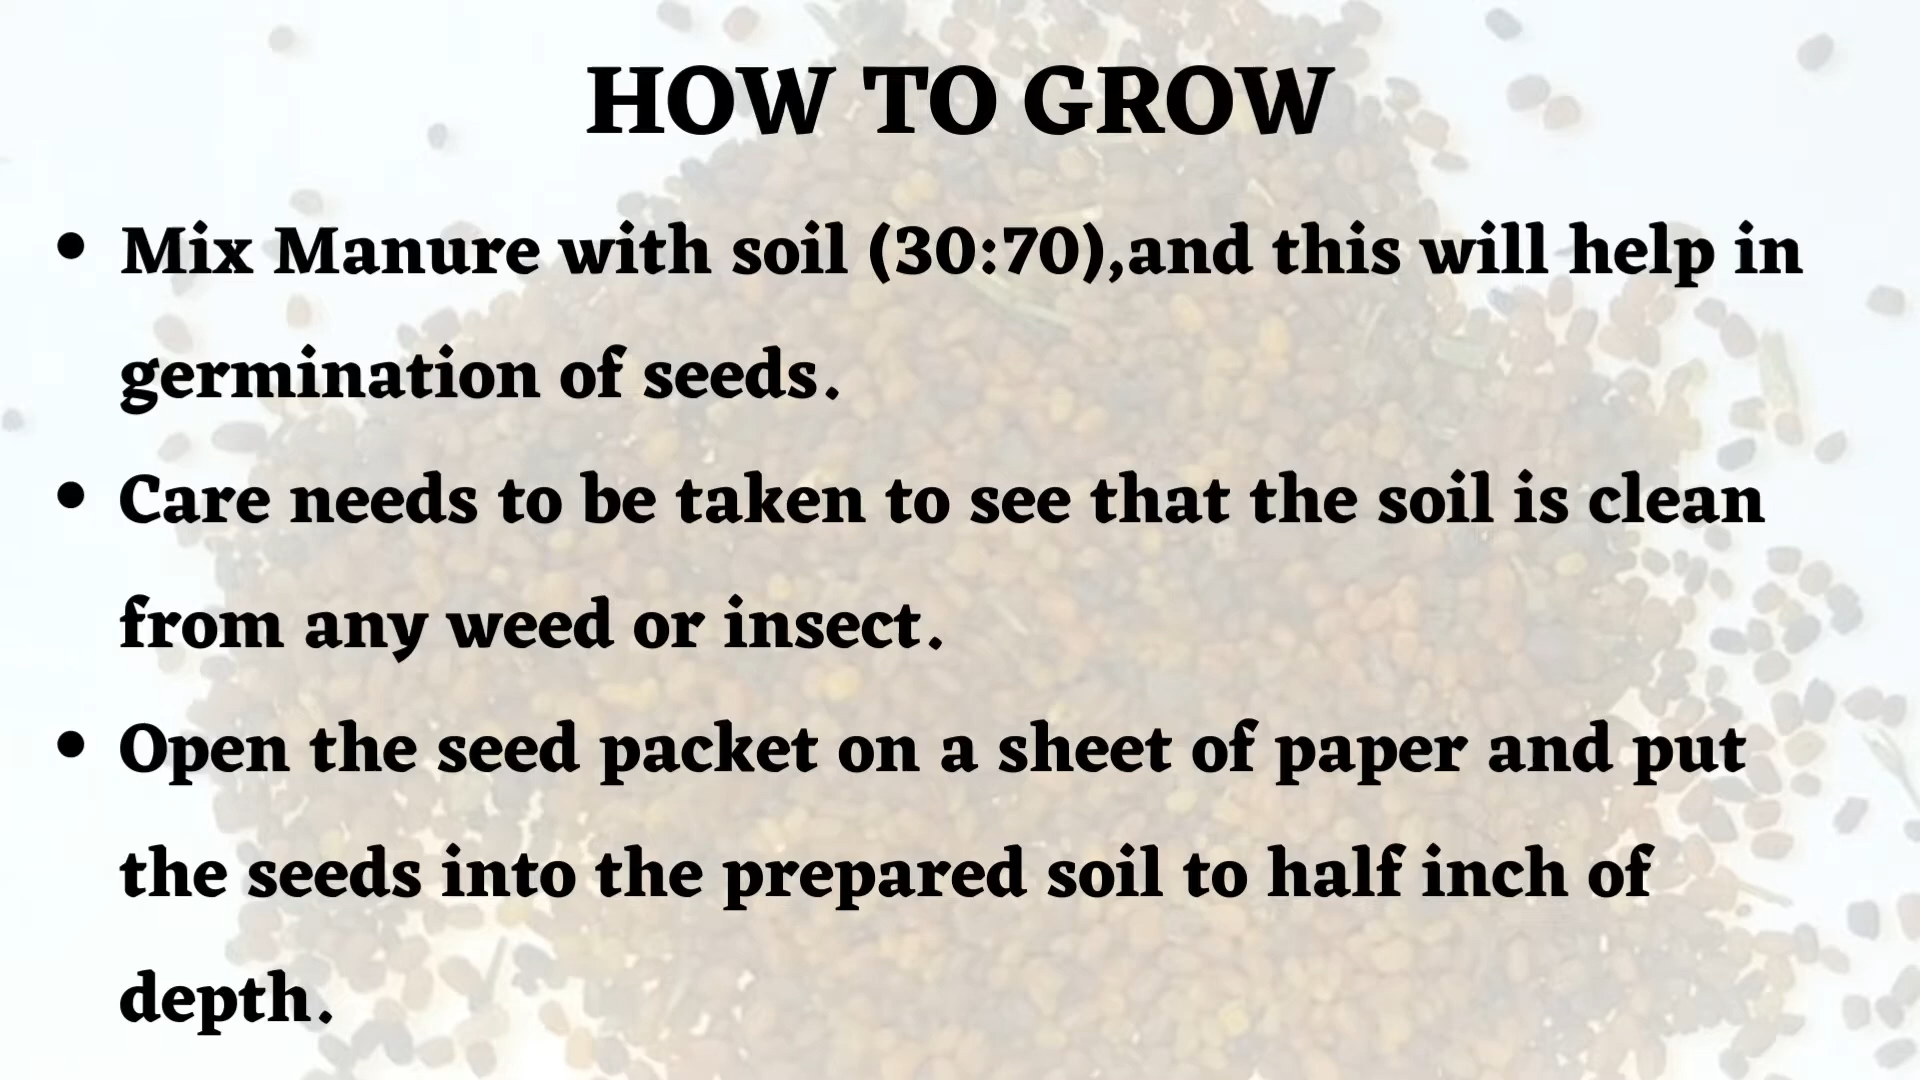 HOW TO GROW
• Mix Manure with soil (30:70),and this will help in
germination of seeds.
• Care needs to be taken to see that the soil is clean
from any weed or insect.
• Open the seed packet on a sheet of paper and put
the seeds into the prepared soil to half inch of
depth.